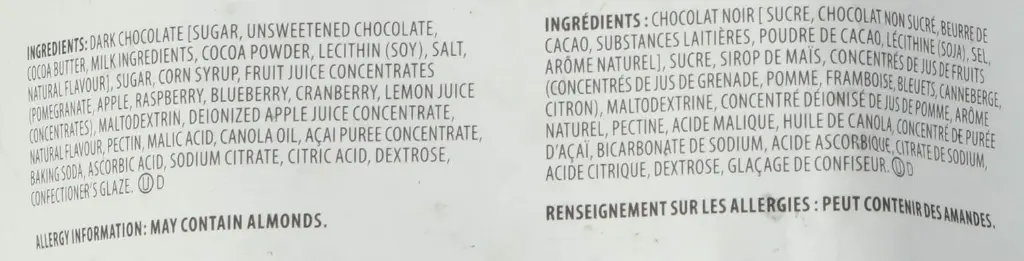 INGREDIENTS: DARK CHOCOLATE [SUGAR, UNSWEETENED CHOCOLATE,
COCOA BUTTER, MILK INGREDIENTS, COCOA POWDER, LECITHIN (SOY), SALT,
NATURAL FLAVOUR], SUGAR, CORN SYRUP, FRUIT JUICE CONCENTRATES
(POMEGRANATE, APPLE, RASPBERRY, BLUEBERRY, CRANBERRY, LEMON JUICE
CONCENTRATES), MALTODEXTRIN, DEIONIZED APPLE JUICE CONCENTRATE,
NATURAL FLAVOUR, PECTIN, MALIC ACID, CANOLA OIL, AÇAI PUREE CONCENTRATE,
BAKING SODA, ASCORBIC ACID, SODIUM CITRATE, CITRIC ACID, DEXTROSE,
CONFECTIONER'S GLAZE. Ⓤ D
ALLERGY INFORMATION: MAY CONTAIN ALMONDS.
INGRÉDIENTS : CHOCOLAT NOIR [ SUCRE, CHOCOLAT NON SUCRÉ, BEURRE DE
CACAO, SUBSTANCES LAITIÈRES, POUDRE DE CACAO, LÉCITHINE (SOJA), SEL,
ARÔME NATUREL], SUCRE, SIROP DE MAÏS, CONCENTRÉS DE JUS DE FRUITS
(CONCENTRÉS DE JUS DE GRENADE, POMME, FRAMBOISE, BLEUETS, CANNEBERGE,
CITRON), MALTODEXTRINE, CONCENTRÉ DÉIONISÉ DE JUS DE POMME, ARÔME
NATUREL, PECTINE, ACIDE MALIQUE, HUILE DE CANOLA, CONCENTRÉ DE PURÉE
D'AÇAÏ, BICARBONATE DE SODIUM, ACIDE ASCORBIQUE, CITRATE DE SODIUM,
ACIDE CITRIQUE, DEXTROSE, GLAÇAGE DE CONFISEUR. Ⓤ D
RENSEIGNEMENT SUR LES ALLERGIES : PEUT CONTENIR DES AMANDES.